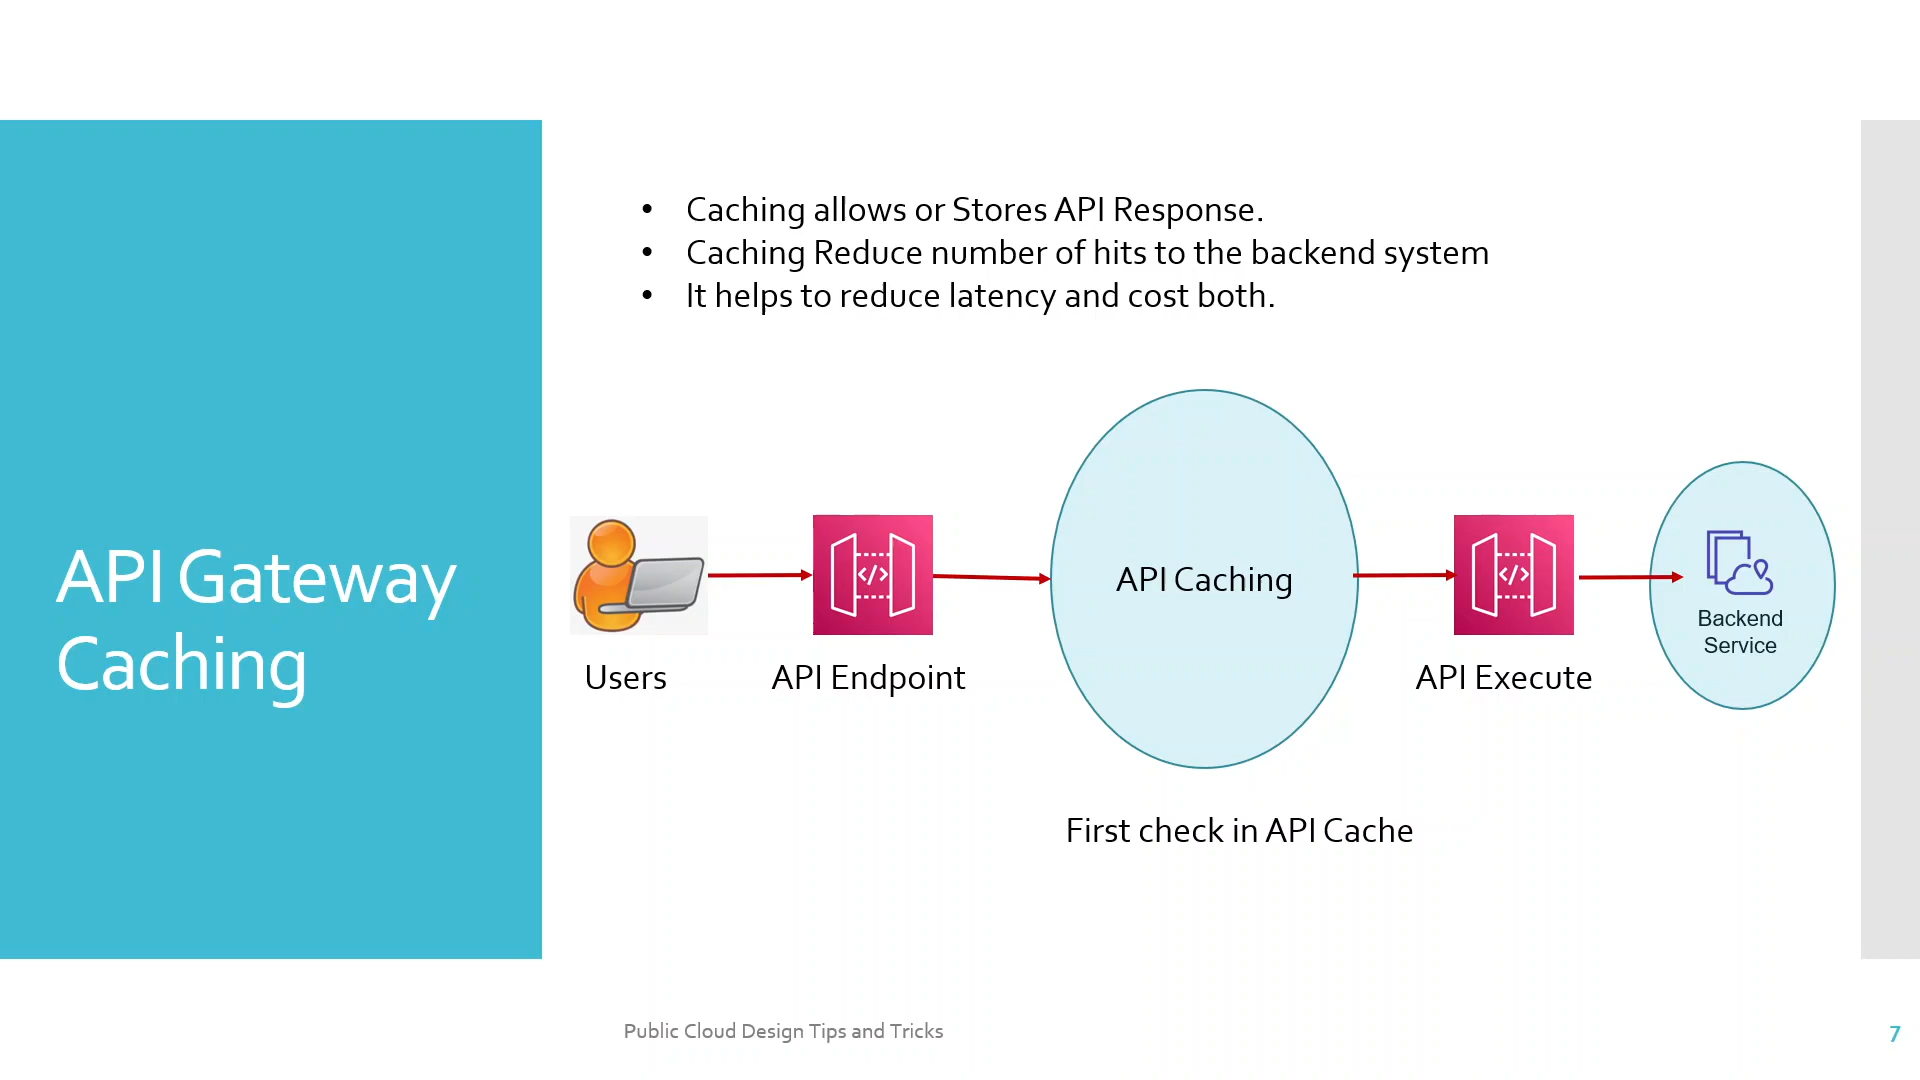 API Gateway
Caching
• Caching allows or Stores API Response.
• Caching Reduce number of hits to the backend system
• It helps to reduce latency and cost both.
Users
API Endpoint
API Caching
API Execute
Backend
Service
First check in API Cache
Public Cloud Design Tips and Tricks
7